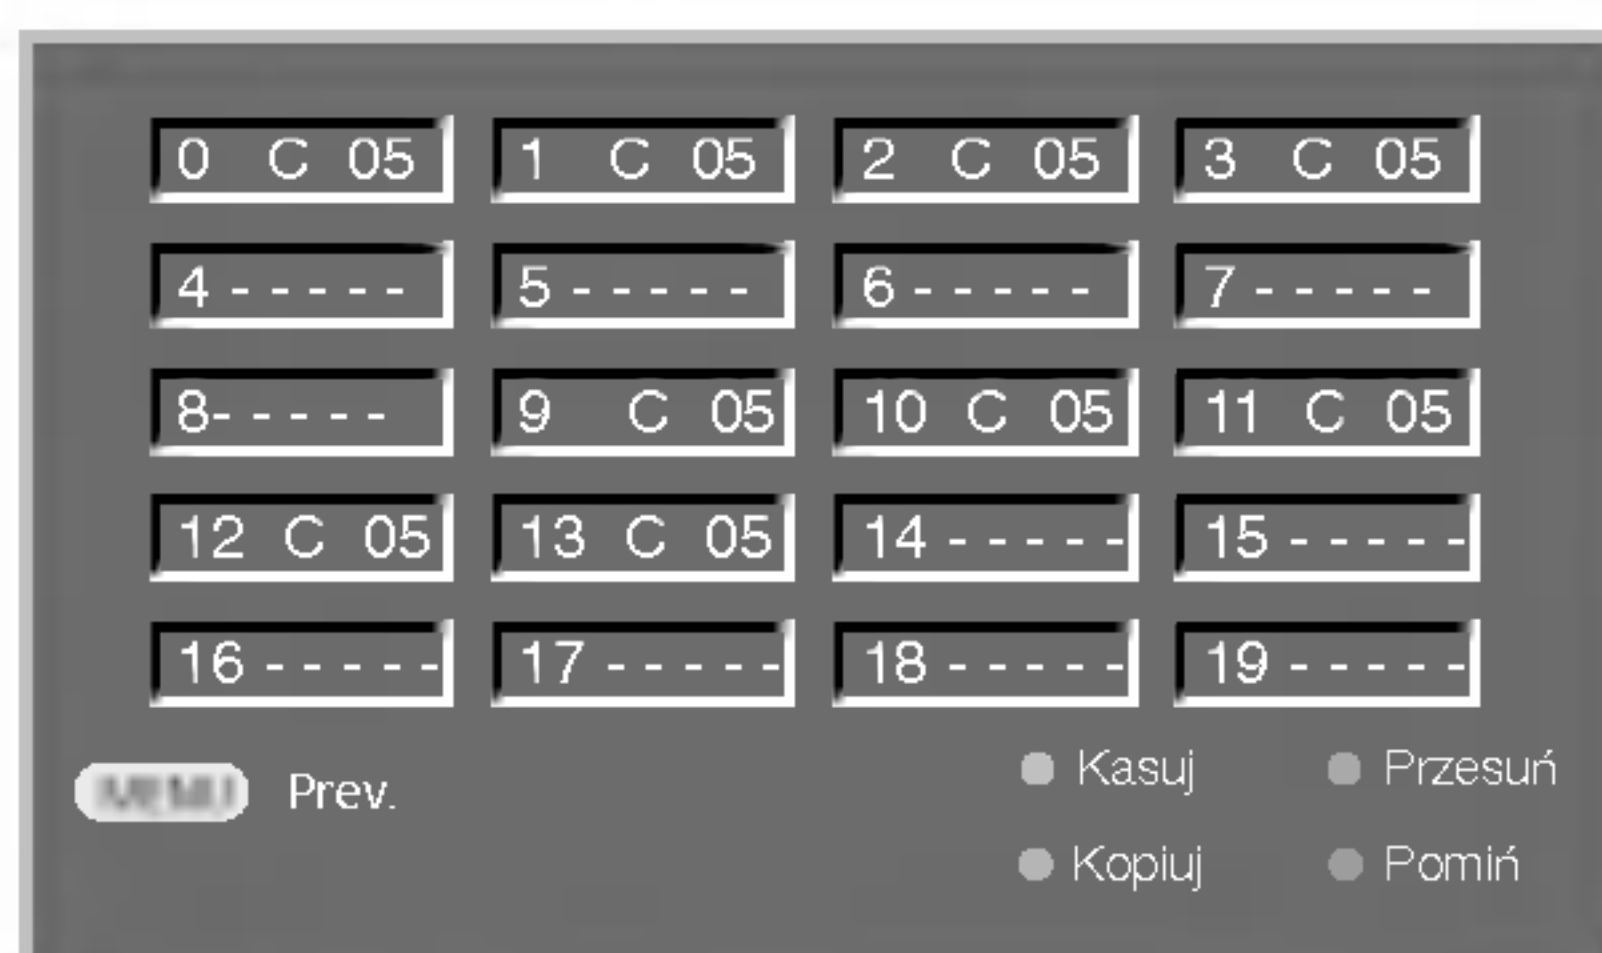 0 C 05 1 C 05 2 C 05 3 C 05
4 - - - - - 5 - - - - - 6 - - - - - 7 - - - - -
8- - - - - 9 C 05 10 C 05 11 C 05
12 C 05 13 C 05 14 - - - - - 15 - - - - -
16 - - - - - 17 - - - - - 18 - - - - - 19 - - - - -
Kasuj Przesuń
MENU Prev.
Kopiuj Pomiń